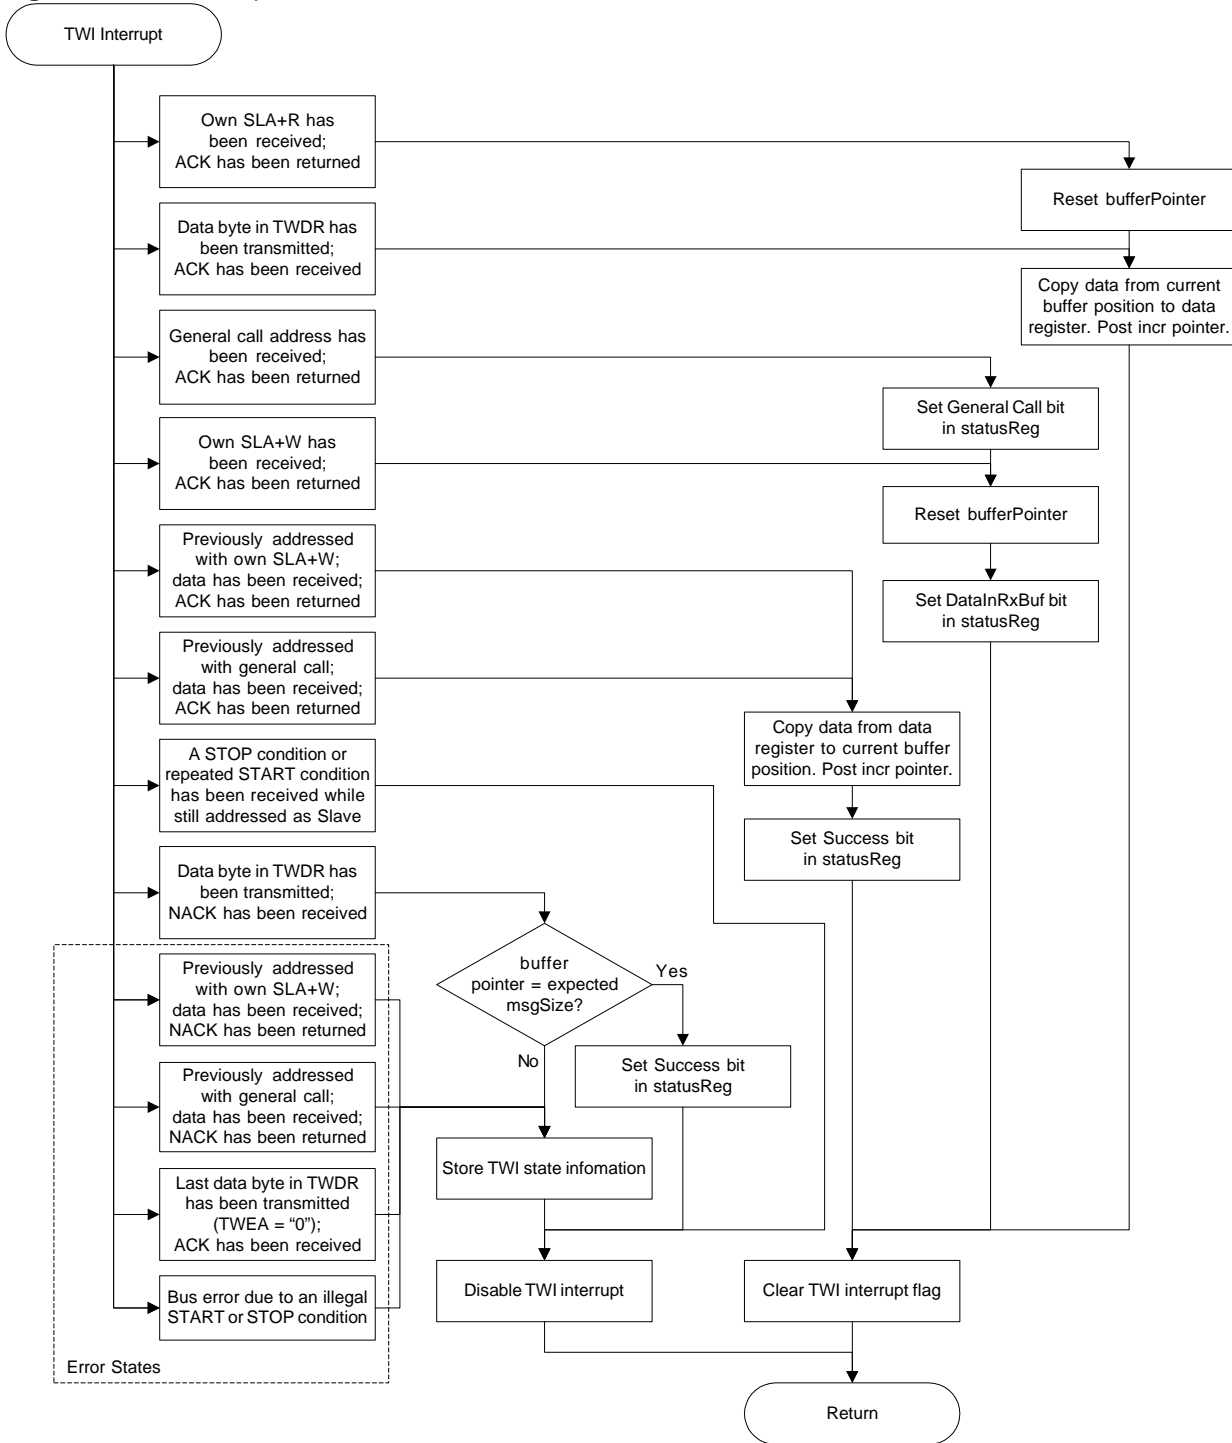 TWI Interrupt
Own SLA+R has
been received;
ACK has been returned
Reset bufferPointer
Data byte in TWDR has
been transmitted;
ACK has been received
Copy data from current
buffer position to data
register. Post incr pointer.
General call address has
been received;
ACK has been returned
Set General Call bit
in statusReg
Own SLA+W has
been received;
ACK has been returned
Reset bufferPointer
Previously addressed
with own SLA+W;
data has been received;
ACK has been returned
Set DataInRxBuf bit
in statusReg
Previously addressed
with general call;
data has been received;
ACK has been returned
Copy data from data
register to current buffer
position. Post incr pointer.
A STOP condition or
repeated START condition
has been received while
still addressed as Slave
Set Success bit
in statusReg
Data byte in TWDR has
been transmitted;
NACK has been received
buffer
pointer = expected
msgSize?
Yes
No
Previously addressed
with own SLA+W;
data has been received;
NACK has been returned
Set Success bit
in statusReg
Previously addressed
with general call;
data has been received;
NACK has been returned
Store TWI state infomation
Last data byte in TWDR
has been transmitted
(TWEA = “0”);
ACK has been received
Disable TWI interrupt
Clear TWI interrupt flag
Bus error due to an illegal
START or STOP condition
Error States
Return